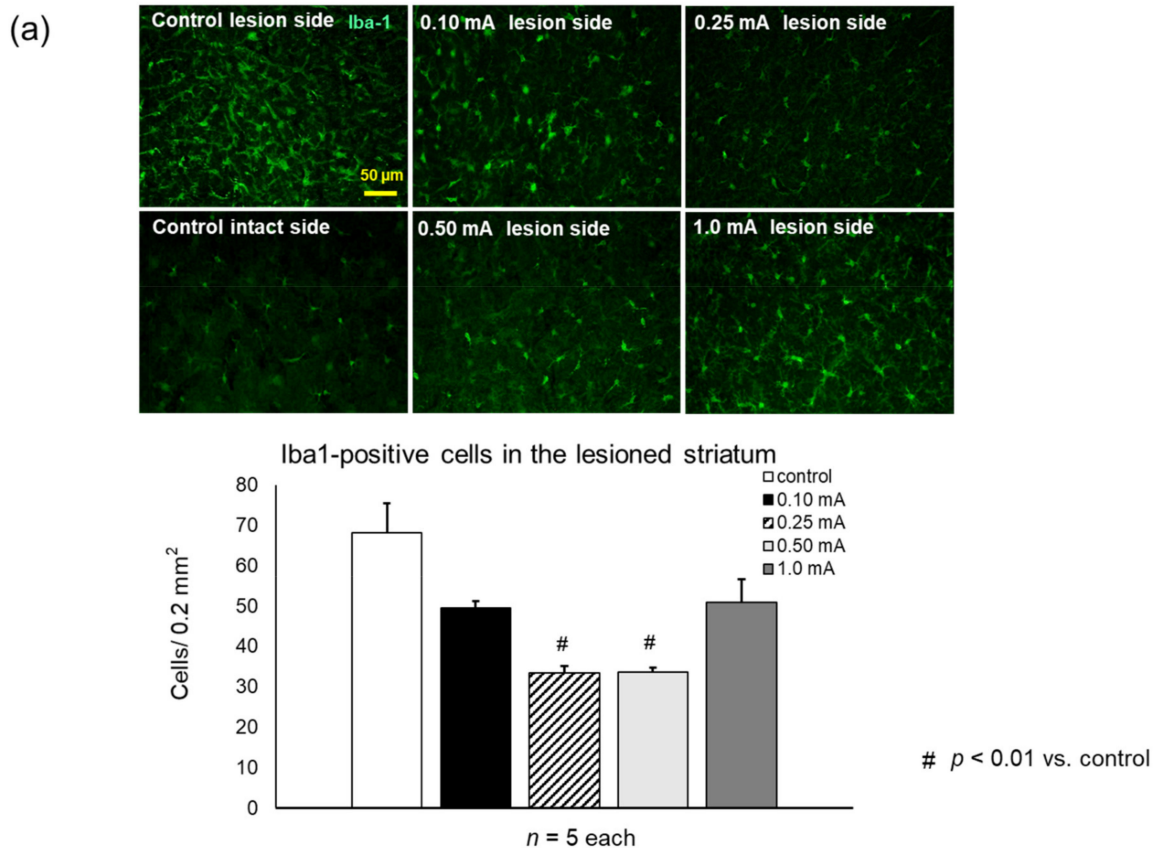 (a)
Control lesion side Iba-1
0.10 mA lesion side
0.25 mA lesion side
50 µm
Control intact side
0.50 mA lesion side
1.0 mA lesion side
Iba1-positive cells in the lesioned striatum
control
0.10 mA
0.25 mA
0.50 mA
1.0 mA
80
70
60
50
40
30
20
10
0
Cells/ 0.2 mm²
#
#
# p < 0.01 vs. control
n = 5 each